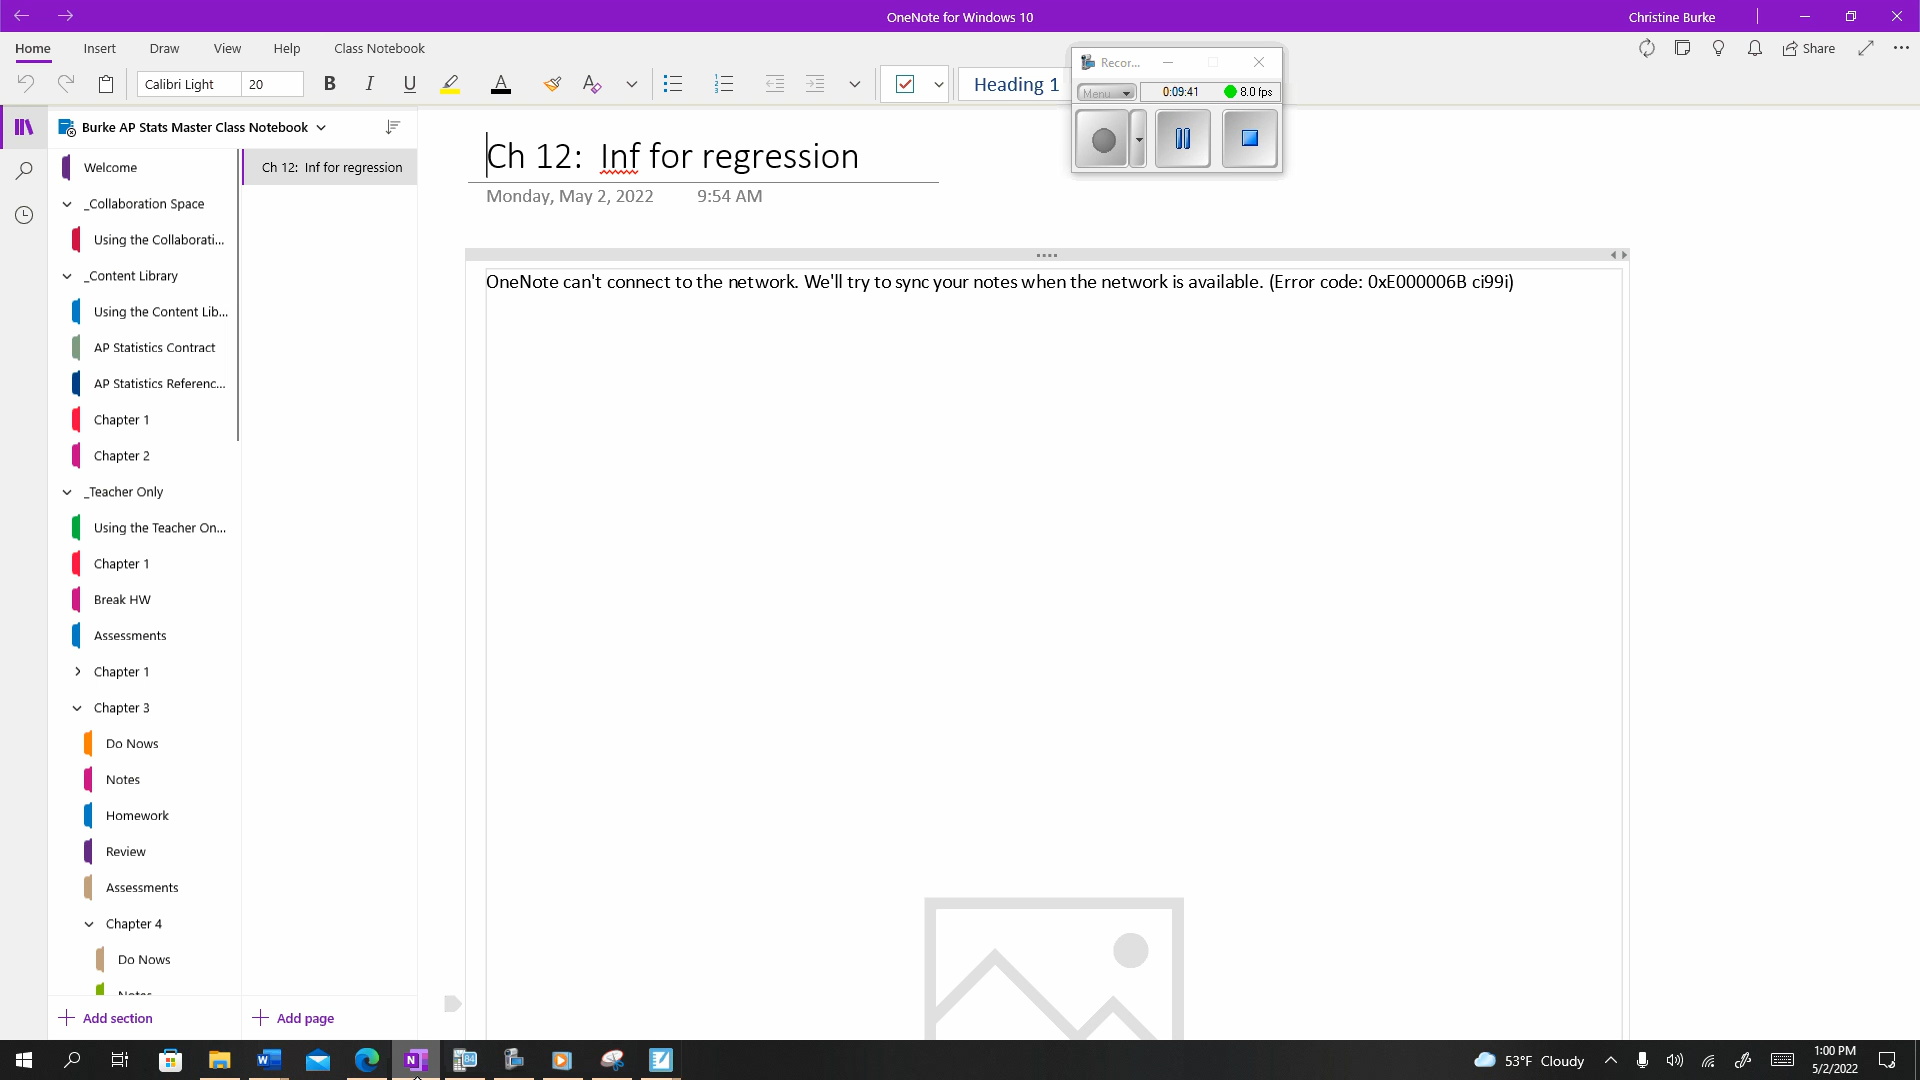 OneNote for Windows 10
Christine Burke
Home Insert Draw View Help Class Notebook
Share
Calibri Light 20 B I U A A Heading 1
Recor...
Menu 0:09:41 8.0 fps
Burke AP Stats Master Class Notebook
Welcome
_Collaboration Space
Using the Collaborati...
_Content Library
Using the Content Lib...
AP Statistics Contract
AP Statistics Referenc...
Chapter 1
Chapter 2
_Teacher Only
Using the Teacher On...
Chapter 1
Break HW
Assessments
Chapter 1
Chapter 3
Do Nows
Notes
Homework
Review
Assessments
Chapter 4
Do Nows
Notes
Add section
Ch 12: Inf for regression
Add page
Ch 12: Inf for regression
Monday, May 2, 2022 9:54 AM
OneNote can't connect to the network. We'll try to sync your notes when the network is available. (Error code: 0xE000006B ci99i)
53°F Cloudy
1:00 PM
5/2/2022